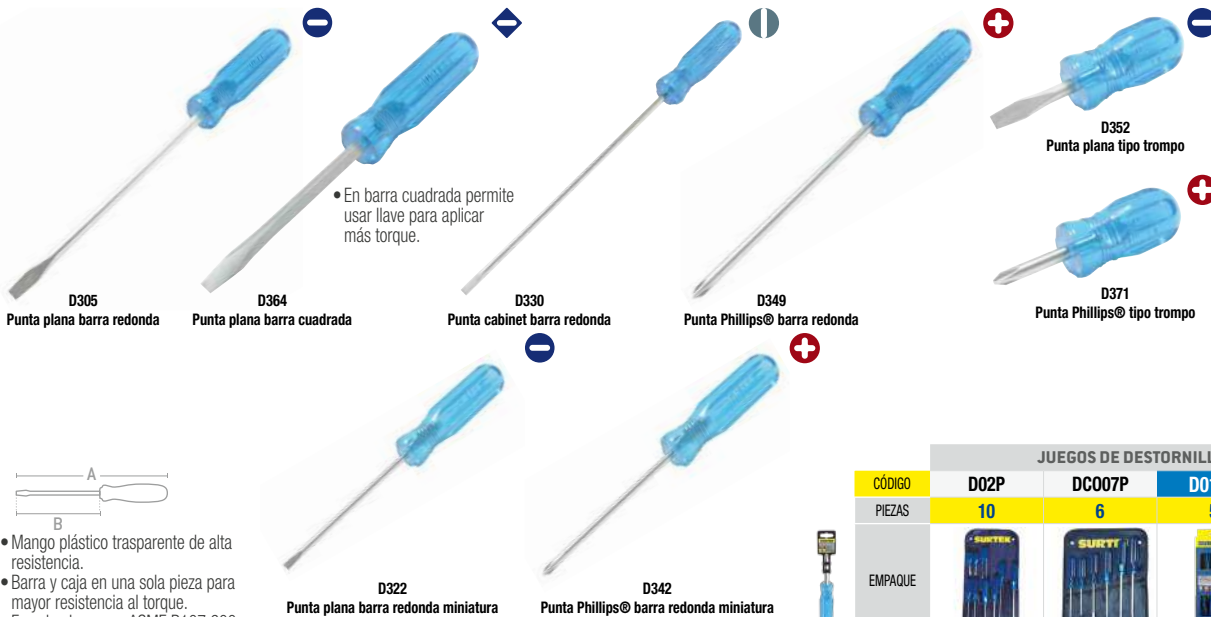 • En barra cuadrada permite
usar llave para aplicar
más torque.
D305
Punta plana barra redonda
D364
Punta plana barra cuadrada
D330
Punta cabinet barra redonda
D349
Punta Phillips® barra redonda
D352
Punta plana tipo trompo
D371
Punta Phillips® tipo trompo
A
B
• Mango plástico trasparente de alta
resistencia.
• Barra y caja en una sola pieza para
mayor resistencia al torque.
D322
Punta plana barra redonda miniatura
D342
Punta Phillips® barra redonda miniatura
JUEGOS DE
CÓDIGO D02P DC007P
PIEZAS 10 6
EMPAQUE
SURTEK